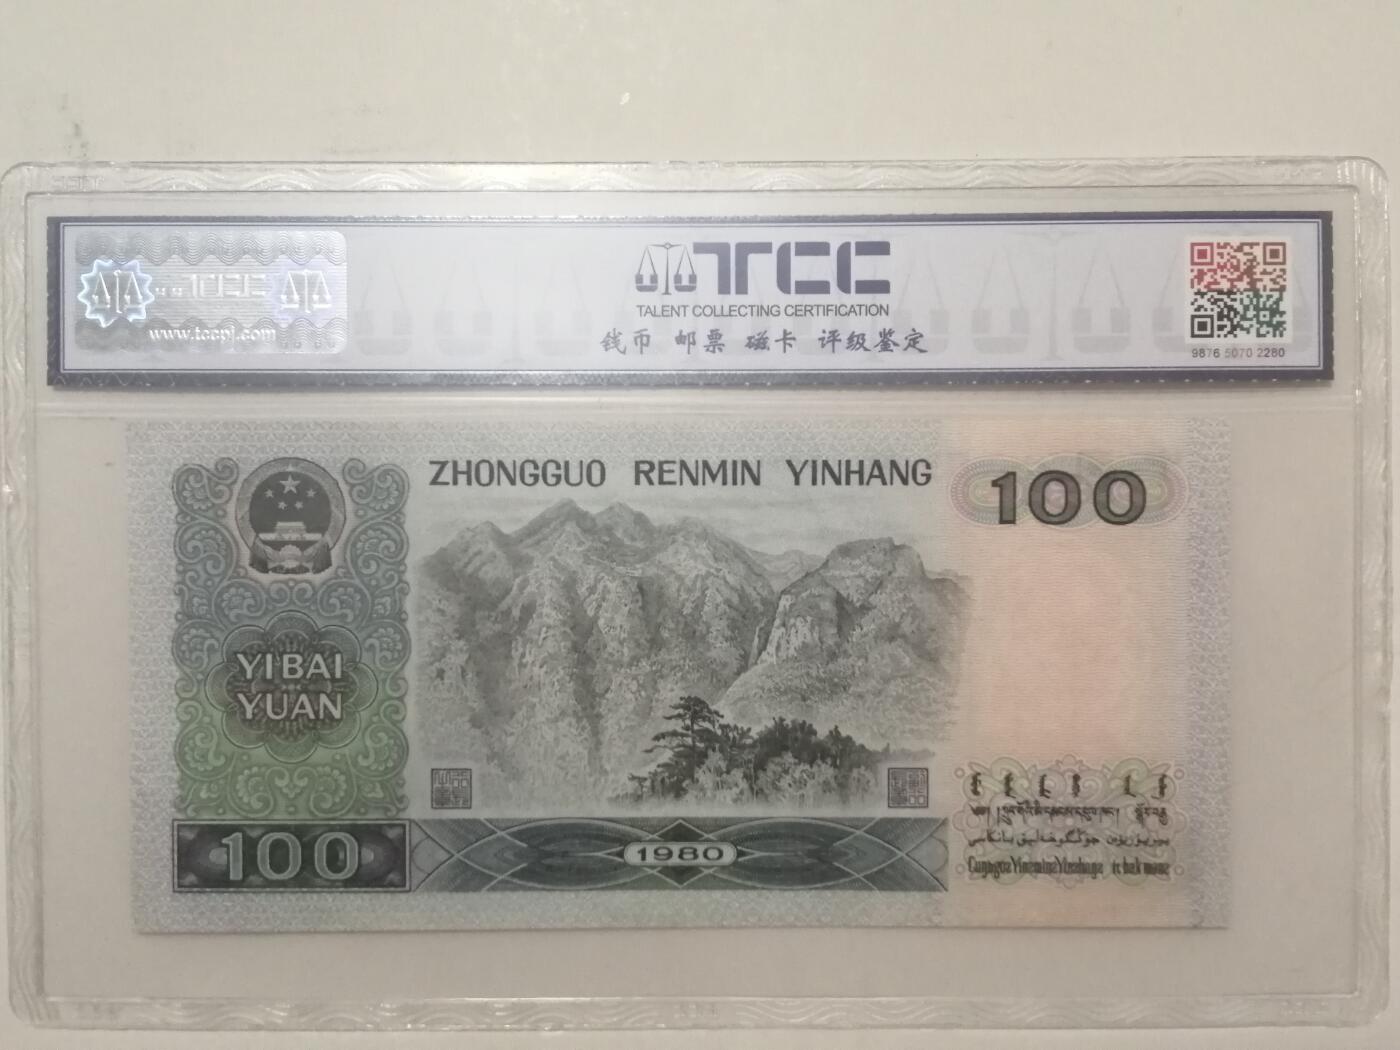 TCC
TALENT COLLECTING CERTIFICATION
钱币 邮票 磁卡 评级鉴定
TCC
www.tccpj.com
9876 5070 2280
ZHONGGUO RENMIN YINHANG
100
YIBAI
YUAN
100
1980